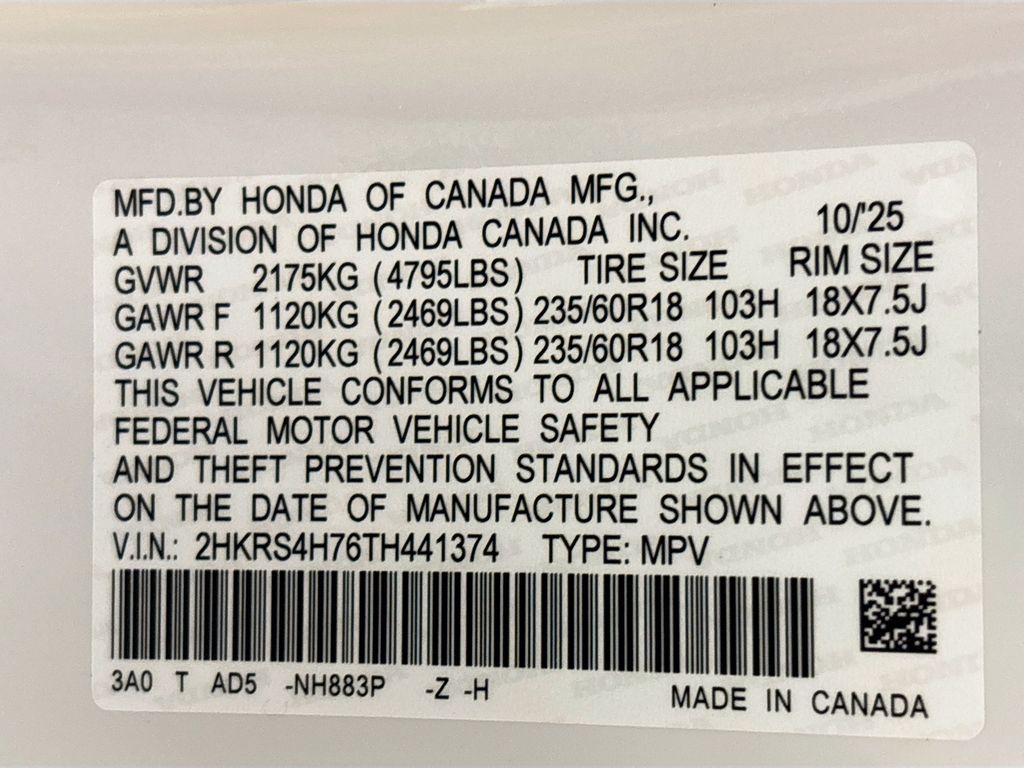 MFD.BY HONDA OF CANADA MFG.,
A DIVISION OF HONDA CANADA INC. 10/'25
GVWR 2175KG (4795LBS) TIRE SIZE RIM SIZE
GAWR F 1120KG (2469LBS) 235/60R18 103H 18X7.5J
GAWR R 1120KG (2469LBS) 235/60R18 103H 18X7.5J
THIS VEHICLE CONFORMS TO ALL APPLICABLE
FEDERAL MOTOR VEHICLE SAFETY
AND THEFT PREVENTION STANDARDS IN EFFECT
ON THE DATE OF MANUFACTURE SHOWN ABOVE.
V.I.N.: 2HKRS4H76TH441374 TYPE: MPV
3A0 T AD5 -NH883P -Z -H
MADE IN CANADA